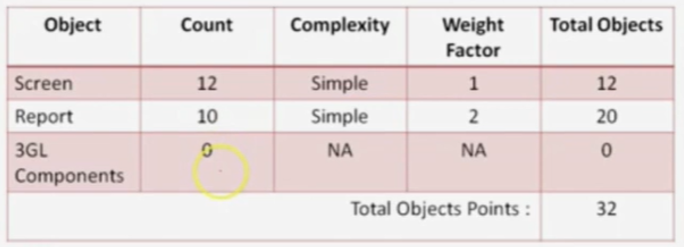 Object Count Complexity Weight Factor Total Objects
Screen 12 Simple 1 12
Report 10 Simple 2 20
3GL Components 0 NA NA 0
Total Objects Points : 32